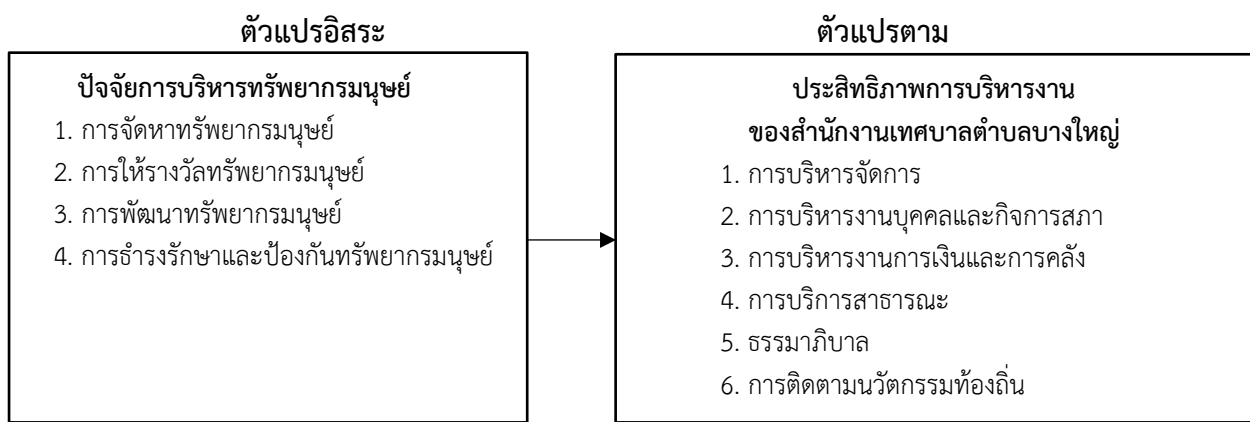 ตัวแปรอิสระ
ปัจจัยการบริหารทรัพยากรมนุษย์
1. การจัดหาทรัพยากรมนุษย์
2. การให้รางวัลทรัพยากรมนุษย์
3. การพัฒนาทรัพยากรมนุษย์
4. การธำรงรักษาและป้องกันทรัพยากรมนุษย์
ตัวแปรตาม
ประสิทธิภาพการบริหารงาน
ของสำนักงานเทศบาลตำบลบางใหญ่
1. การบริหารจัดการ
2. การบริหารงานบุคคลและกิจการสภา
3. การบริหารงานการเงินและการคลัง
4. การบริการสาธารณะ
5. ธรรมาภิบาล
6. การติดตามนวัตกรรมท้องถิ่น